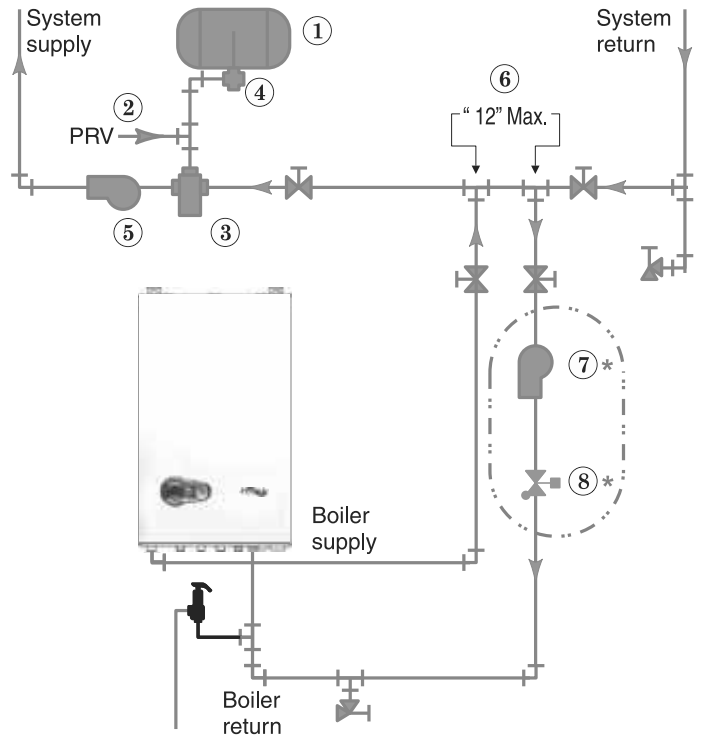 System
supply
System
return
1
4
2
PRV
6
“ 12” Max.
5
3
7 *
8 *
Boiler
supply
Boiler
return